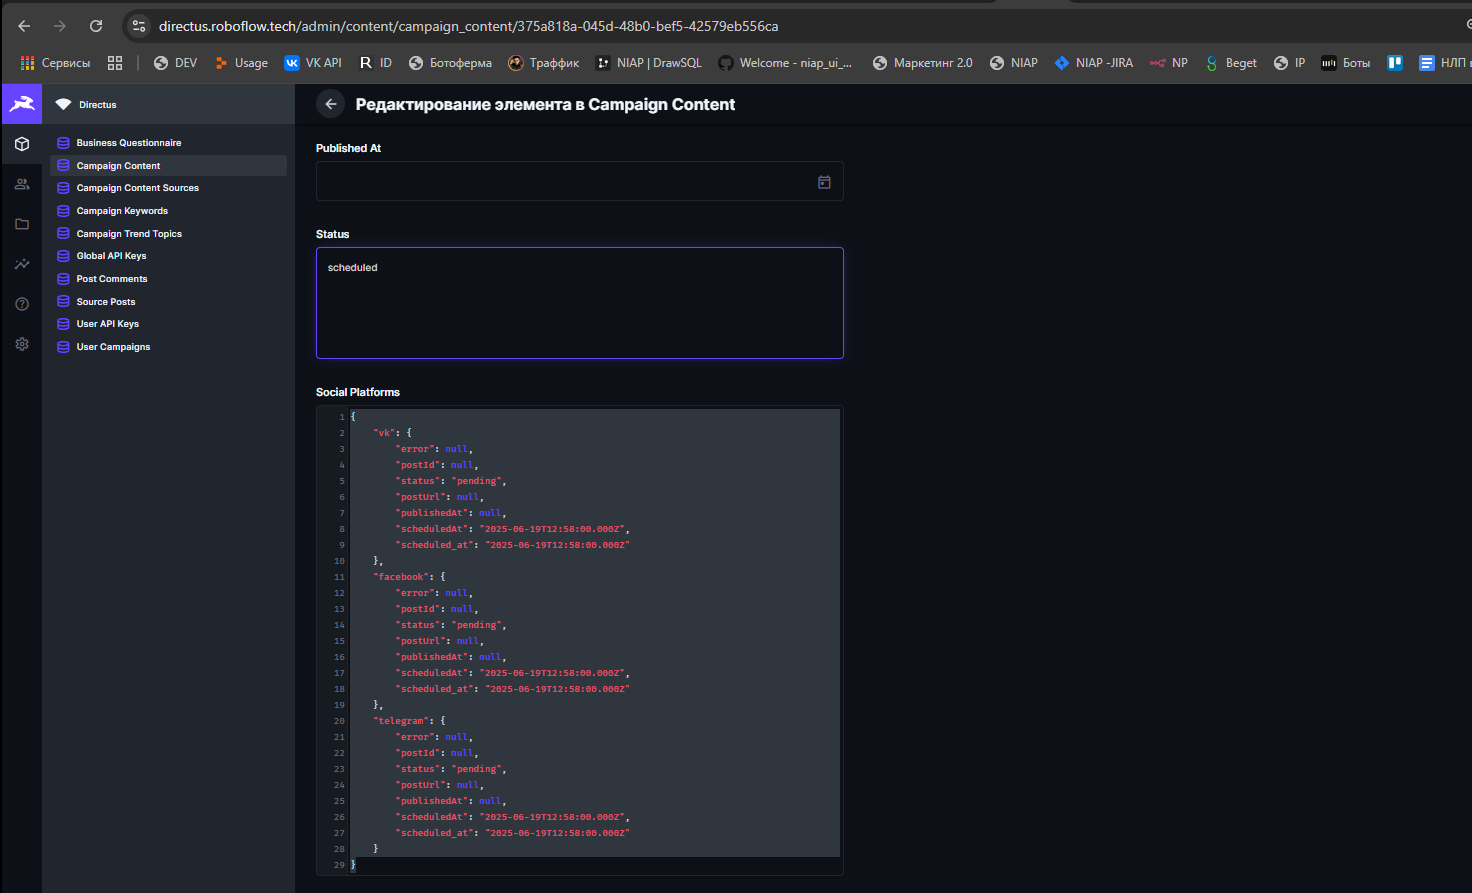 directus.roboflow.tech/admin/content/campaign_content/375a818a-045d-48b0-bef5-42579eb556ca
Сервисы DEV Usage VK API R ID Ботоферма Траффик NIAP | DrawSQL Welcome - niap_ui_... Маркетинг 2.0 NIAP NIAP -JIRA NP Beget IP Боты НЛП
Directus
Business Questionnaire
Campaign Content
Campaign Content Sources
Campaign Keywords
Campaign Trend Topics
Global API Keys
Post Comments
Source Posts
User API Keys
User Campaigns
Редактирование элемента в Campaign Content
Published At
Status
scheduled
Social Platforms
1 {
2 "vk": {
3 "error": null,
4 "postId": null,
5 "status": "pending",
6 "postUrl": null,
7 "publishedAt": null,
8 "scheduledAt": "2025-06-19T12:58:00.000Z",
9 "scheduled_at": "2025-06-19T12:58:00.000Z"
10 },
11 "facebook": {
12 "error": null,
13 "postId": null,
14 "status": "pending",
15 "postUrl": null,
16 "publishedAt": null,
17 "scheduledAt": "2025-06-19T12:58:00.000Z",
18 "scheduled_at": "2025-06-19T12:58:00.000Z"
19 },
20 "telegram": {
21 "error": null,
22 "postId": null,
23 "status": "pending",
24 "postUrl": null,
25 "publishedAt": null,
26 "scheduledAt": "2025-06-19T12:58:00.000Z",
27 "scheduled_at": "2025-06-19T12:58:00.000Z"
28 }
29 }